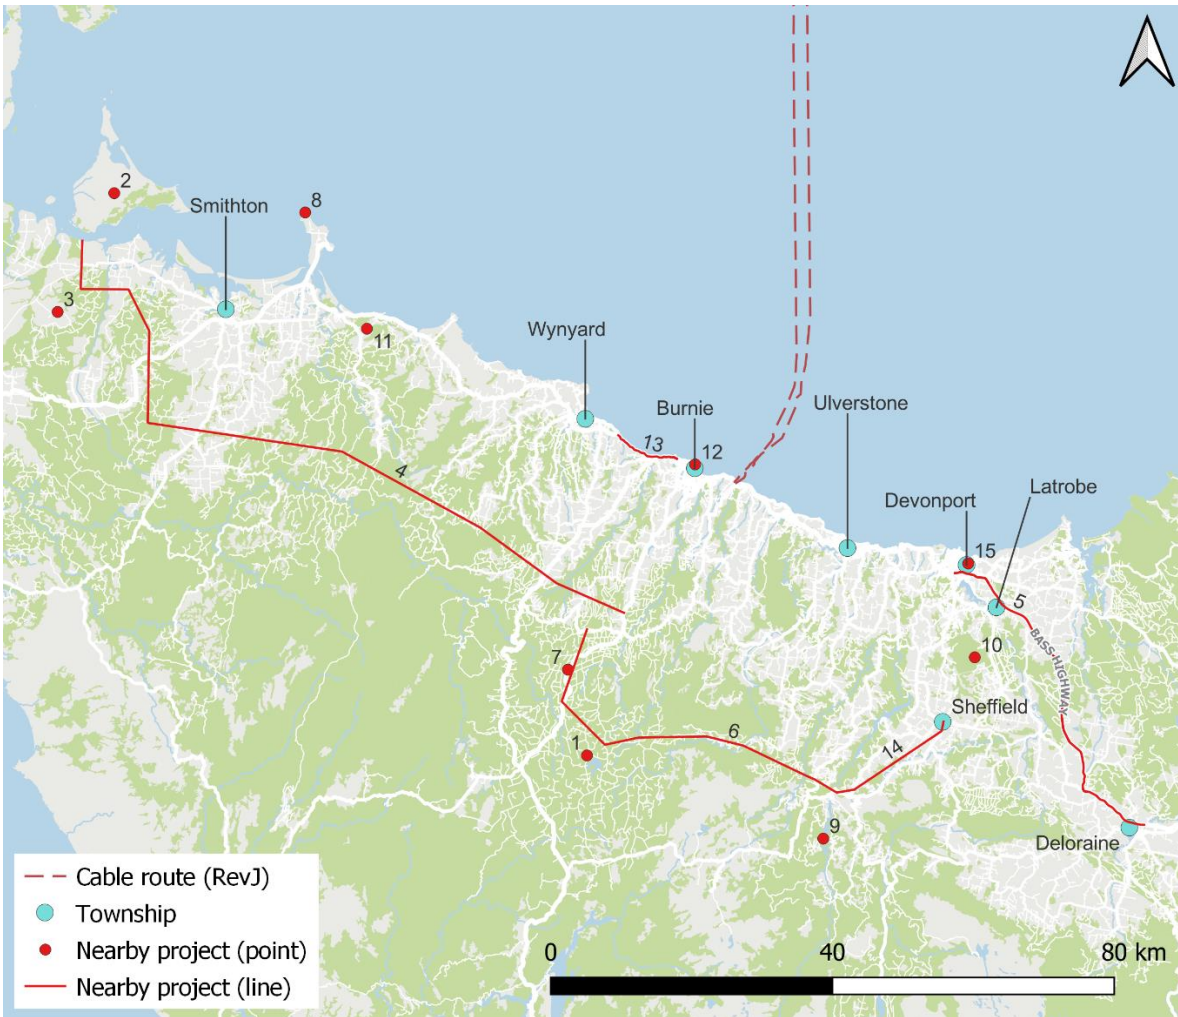 2
8
Smithton
3
11
Wynyard
Burnie
Ulverstone
13
12
4
Devonport
Latrobe
15
5
BASS HIGHWAY
7
10
Sheffield
6
14
1
9
Deloraine
Cable route (RevJ)
Township
Nearby project (point)
Nearby project (line)
0 40 80 km